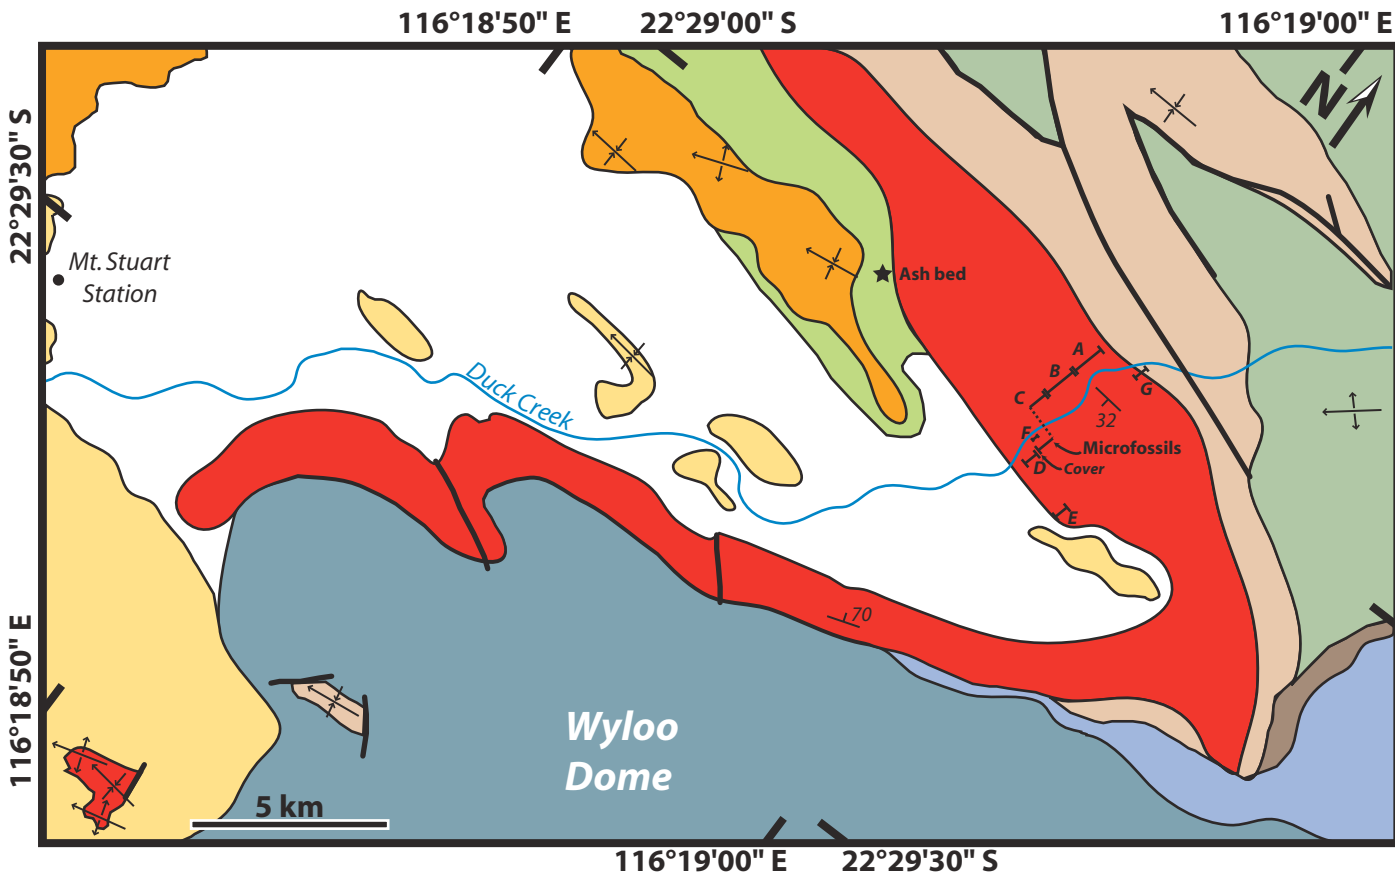 116°18'50" E
22°29'00" S
116°19'00" E
N
22°29'30" S
Mt. Stuart
Station
Ash bed
Duck Creek
A
B
C
G
32
F
Microfossils
D
Cover
E
70
116°18'50" E
Wyloo
Dome
5 km
116°19'00" E
22°29'30" S